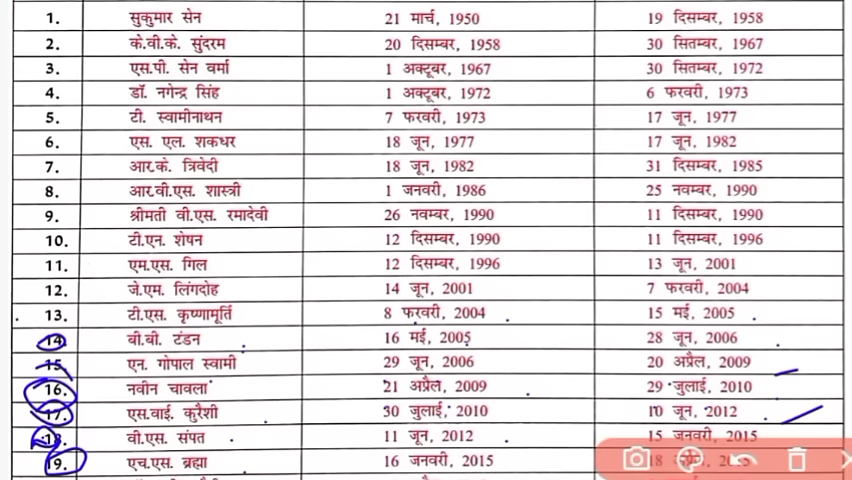 1. सुकुमार सेन 21 मार्च, 1950 19 दिसम्बर, 1958
2. के.वी.के. सुंदरम 20 दिसम्बर, 1958 30 सितम्बर, 1967
3. एस.पी. सेन वर्मा 1 अक्टूबर, 1967 30 सितम्बर, 1972
4. डॉ. नगेन्द्र सिंह 1 अक्टूबर, 1972 6 फरवरी, 1973
5. टी. स्वामीनाथन 7 फरवरी, 1973 17 जून, 1977
6. एस. एल. शकधर 18 जून, 1977 17 जून, 1982
7. आर.के. त्रिवेदी 18 जून, 1982 31 दिसम्बर, 1985
8. आर.वी.एस. शास्त्री 1 जनवरी, 1986 25 नवम्बर, 1990
9. श्रीमती वी.एस. रमादेवी 26 नवम्बर, 1990 11 दिसम्बर, 1990
10. टी.एन. शेषन 12 दिसम्बर, 1990 11 दिसम्बर, 1996
11. एम.एस. गिल 12 दिसम्बर, 1996 13 जून, 2001
12. जे.एम. लिंगदोह 14 जून, 2001 7 फरवरी, 2004
13. टी.एस. कृष्णामूर्ति 8 फरवरी, 2004 15 मई, 2005
14. बी.बी. टंडन 16 मई, 2005 28 जून, 2006
15. एन. गोपाल स्वामी 29 जून, 2006 20 अप्रैल, 2009
16. नवीन चावला 21 अप्रैल, 2009 29 जुलाई, 2010
17. एस.वाई. कुरैशी 30 जुलाई, 2010 10 जून, 2012
18. वी.एस. संपत 11 जून, 2012 15 जनवरी, 2015
19. एच.एस. ब्रह्मा 16 जनवरी, 2015